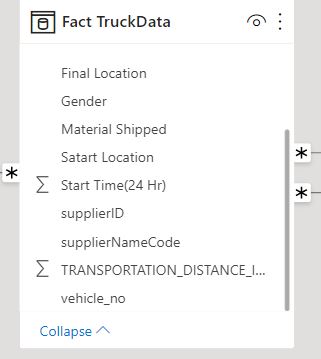 Fact TruckData
Final Location
Gender
Material Shipped
Satart Location
Start Time(24 Hr)
supplierID
supplierNameCode
TRANSPORTATION_DISTANCE_I...
vehicle_no
Collapse